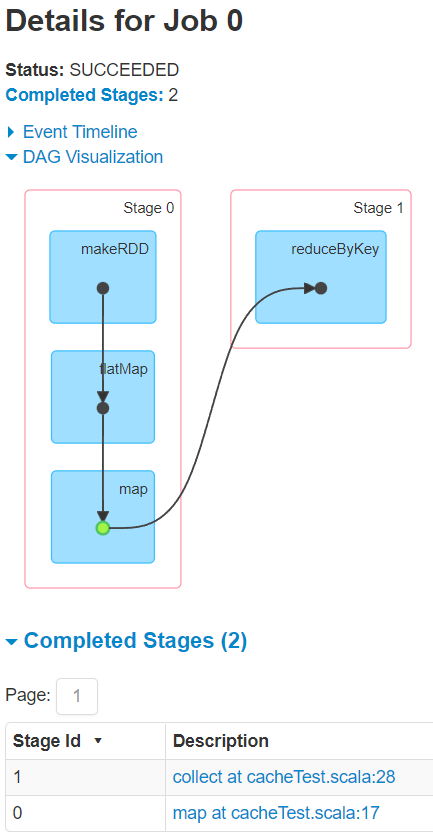 Details for Job 0
Status: SUCCEEDED
Completed Stages: 2
Event Timeline
DAG Visualization
Stage 0
Stage 1
makeRDD
reduceByKey
flatMap
map
Completed Stages (2)
Page: 1
Stage Id Description
1 collect at cacheTest.scala:28
0 map at cacheTest.scala:17